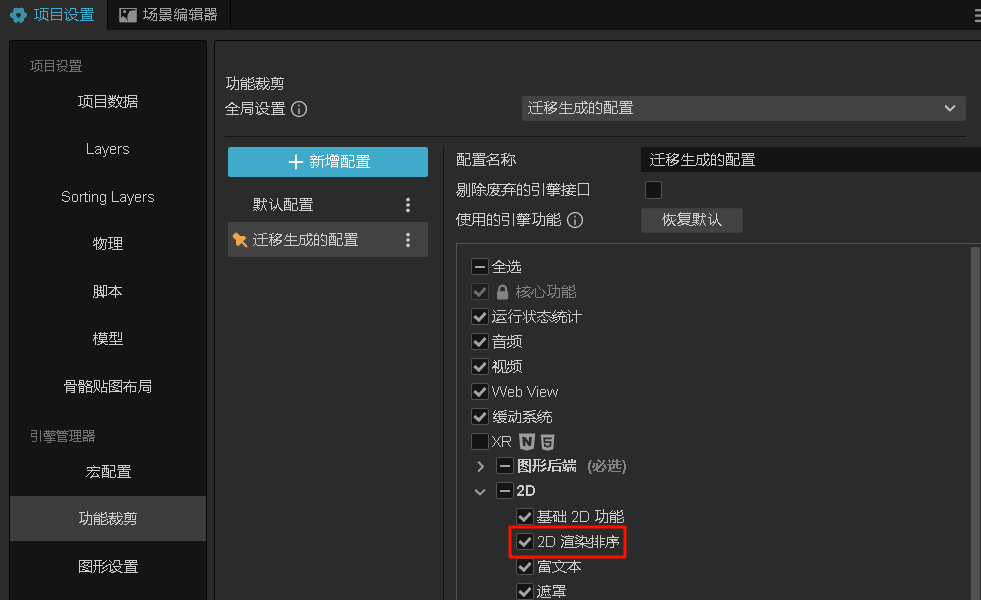 项目设置
场景编辑器
项目设置
项目数据
Layers
Sorting Layers
物理
脚本
模型
骨骼贴图布局
引擎管理器
宏配置
功能裁剪
图形设置
功能裁剪
全局设置
迁移生成的配置
新增配置
默认配置
迁移生成的配置
配置名称
迁移生成的配置
剔除废弃的引擎接口
使用的引擎功能
恢复默认
全选
核心功能
运行状态统计
音频
视频
Web View
缓动系统
XR N 5
图形后端 (必选)
2D
基础 2D 功能
2D 渲染排序
富文本
遮罩